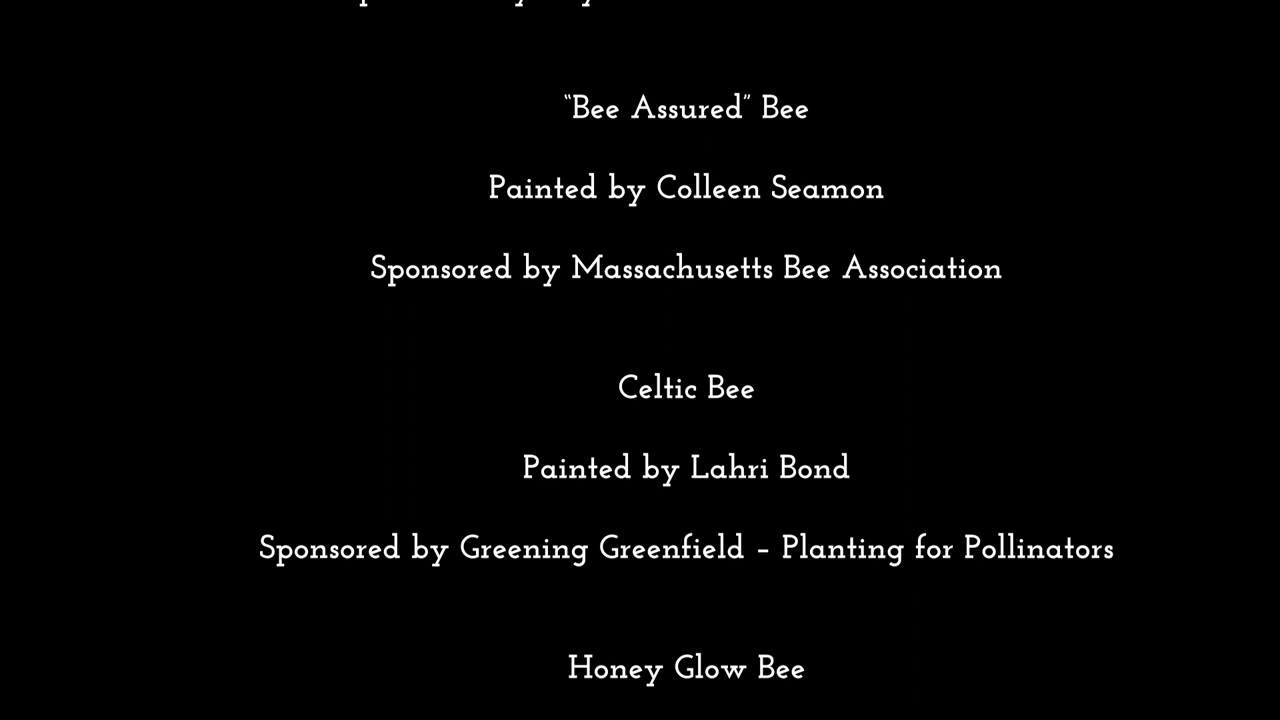 “Bee Assured” Bee
Painted by Colleen Seamon
Sponsored by Massachusetts Bee Association
Celtic Bee
Painted by Lahri Bond
Sponsored by Greening Greenfield – Planting for Pollinators
Honey Glow Bee